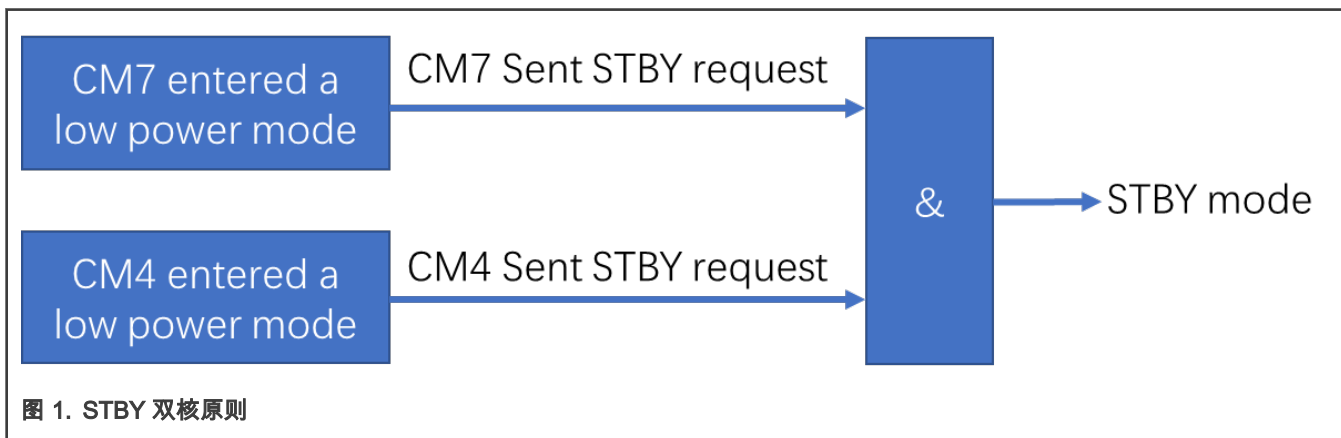 CM7 entered a
low power mode
CM7 Sent STBY request
CM4 entered a
low power mode
CM4 Sent STBY request
&
STBY mode
图 1. STBY 双核原则